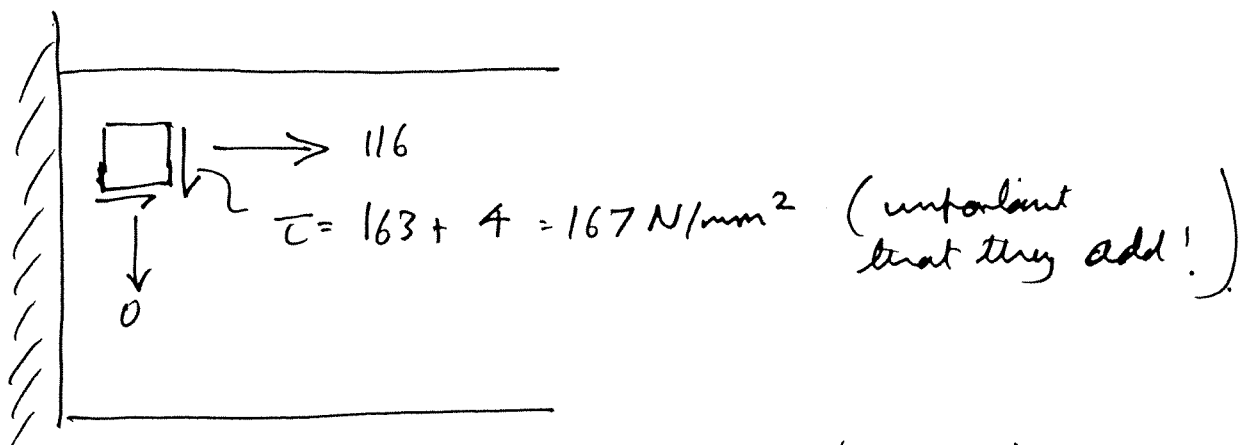 116
τ = 163 + 4 = 167 N/mm² (important
that they add!).
0